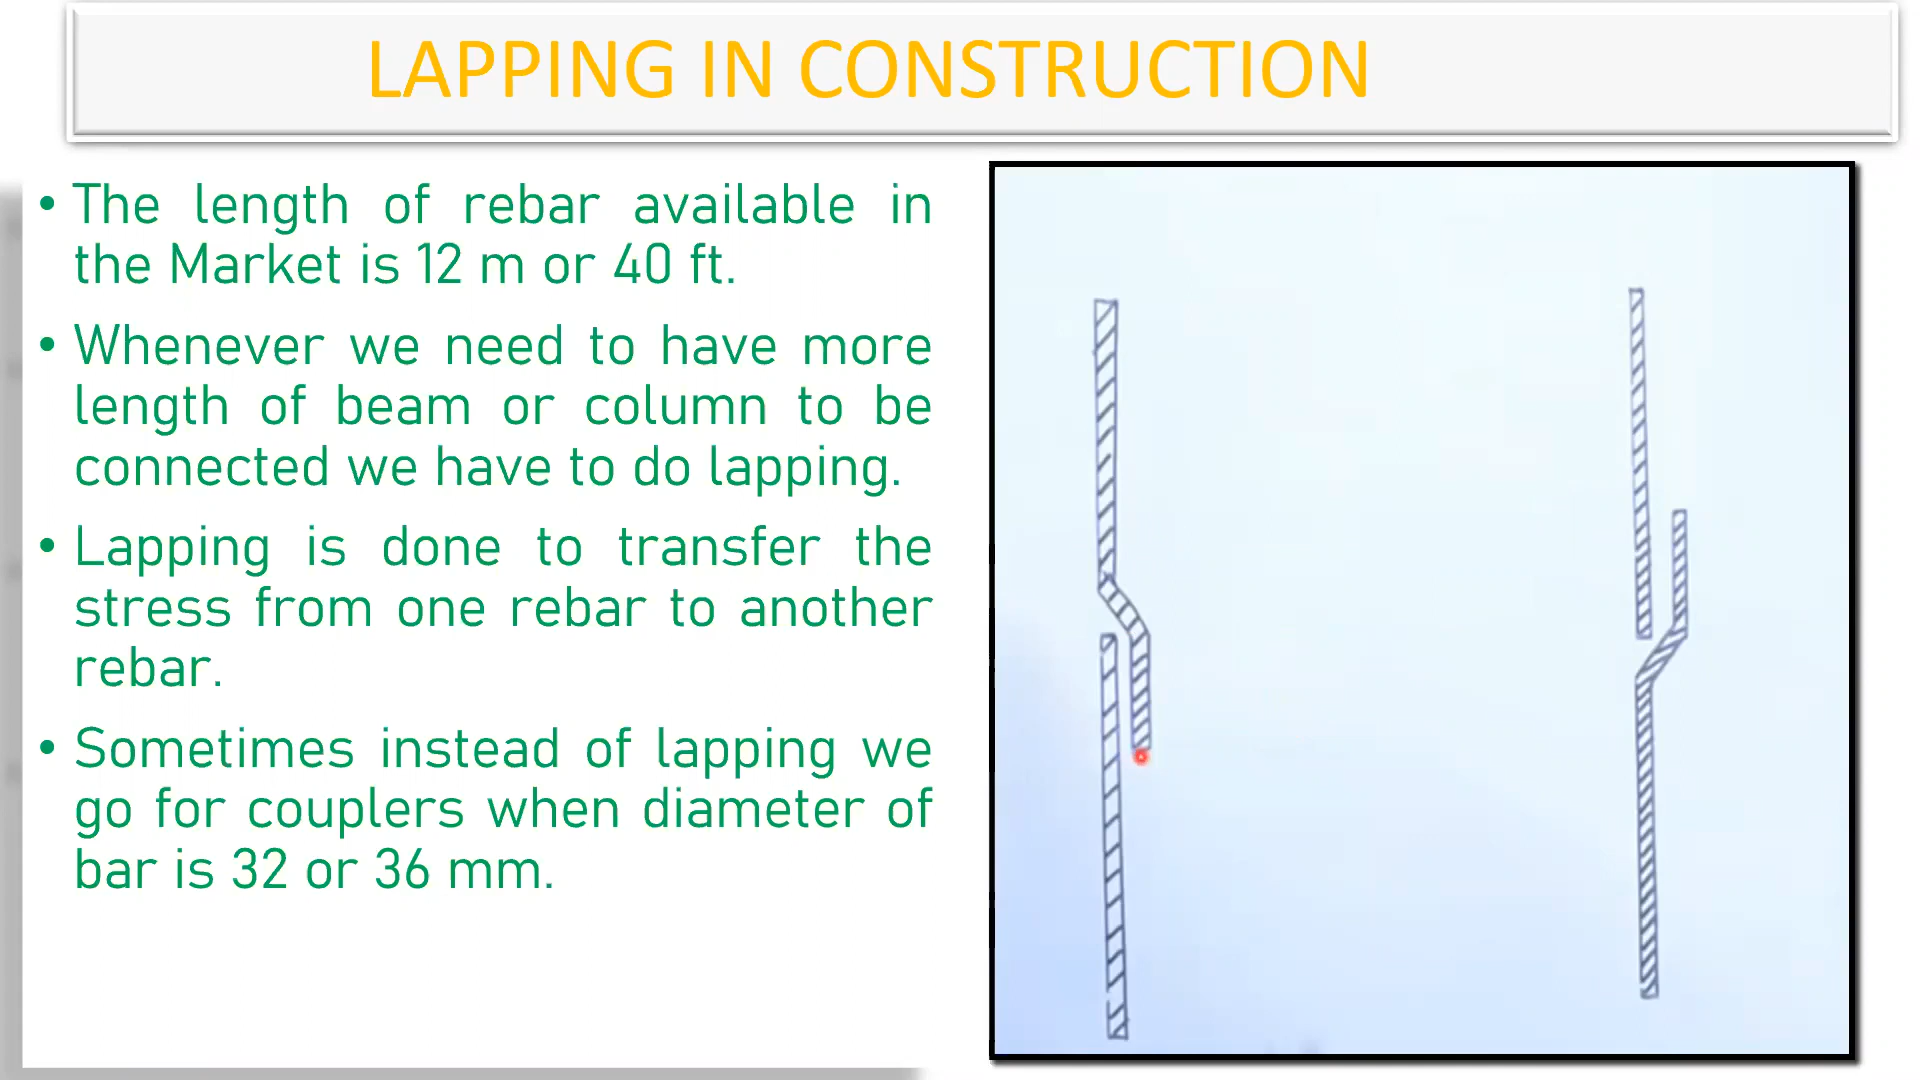 LAPPING IN CONSTRUCTION
• The length of rebar available in
the Market is 12 m or 40 ft.
• Whenever we need to have more
length of beam or column to be
connected we have to do lapping.
• Lapping is done to transfer the
stress from one rebar to another
rebar.
• Sometimes instead of lapping we
go for couplers when diameter of
bar is 32 or 36 mm.